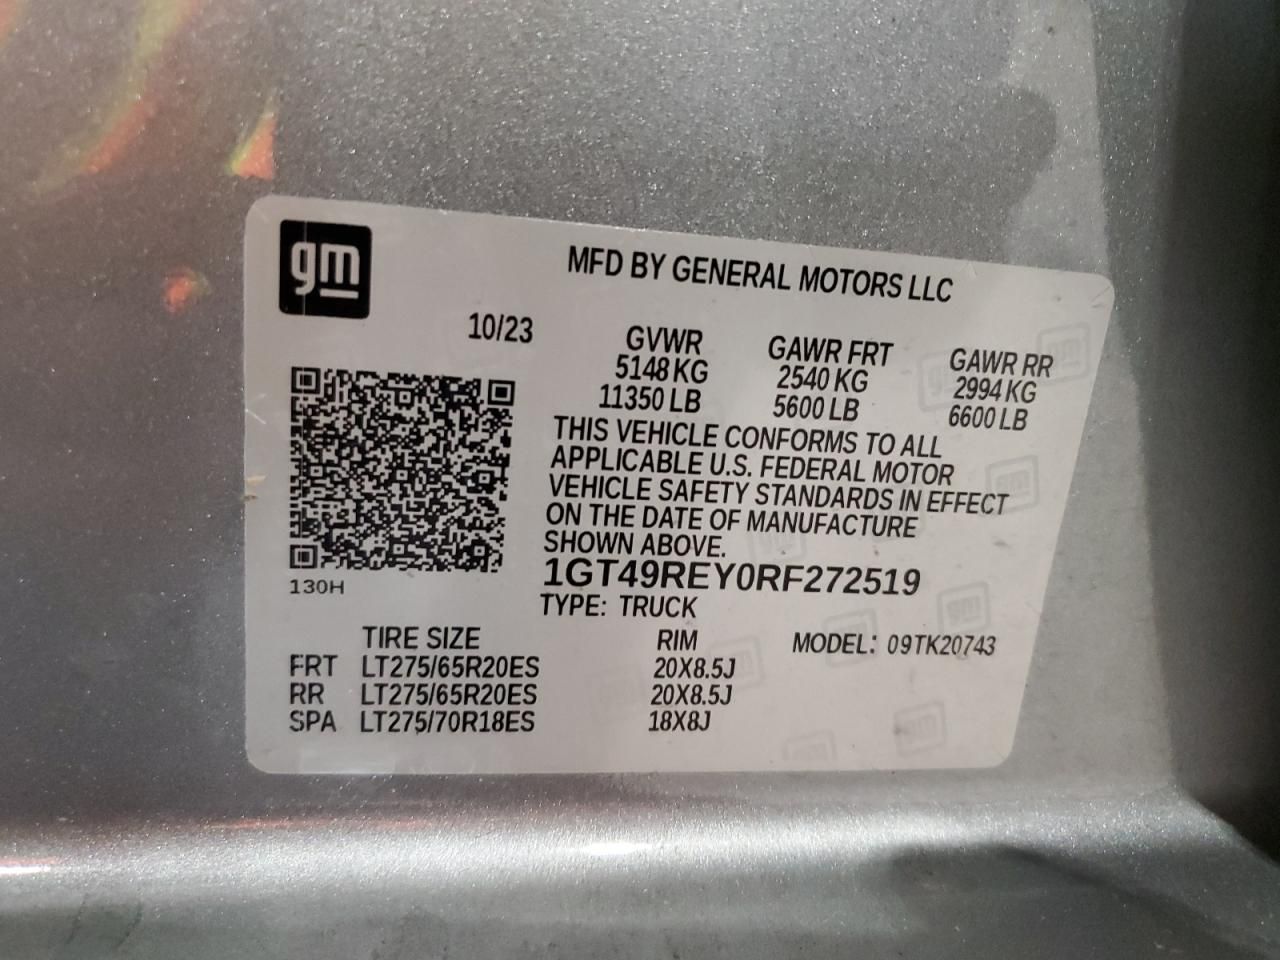 gm
MFD BY GENERAL MOTORS LLC
10/23
GVWR GAWR FRT GAWR RR
5148 KG 2540 KG 2994 KG
11350 LB 5600 LB 6600 LB
THIS VEHICLE CONFORMS TO ALL
APPLICABLE U.S. FEDERAL MOTOR
VEHICLE SAFETY STANDARDS IN EFFECT
ON THE DATE OF MANUFACTURE
SHOWN ABOVE.
1GT49REY0RF272519
130H
TYPE: TRUCK
TIRE SIZE RIM MODEL: 09TK20743
FRT LT275/65R20ES 20X8.5J
RR LT275/65R20ES 20X8.5J
SPA LT275/70R18ES 18X8J